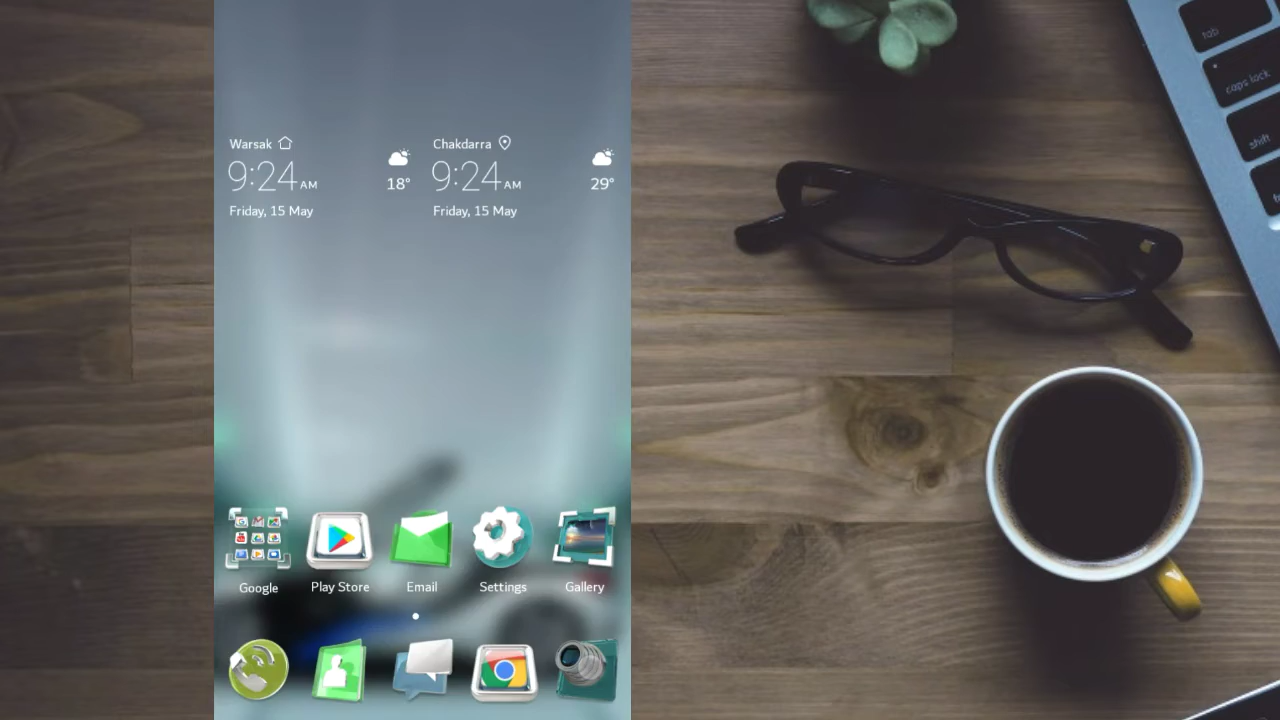 Warsak
9:24 AM
18°
Friday, 15 May
Chakdarra
9:24 AM
29°
Friday, 15 May
Google
Play Store
Email
Settings
Gallery
tab
caps lock
shift